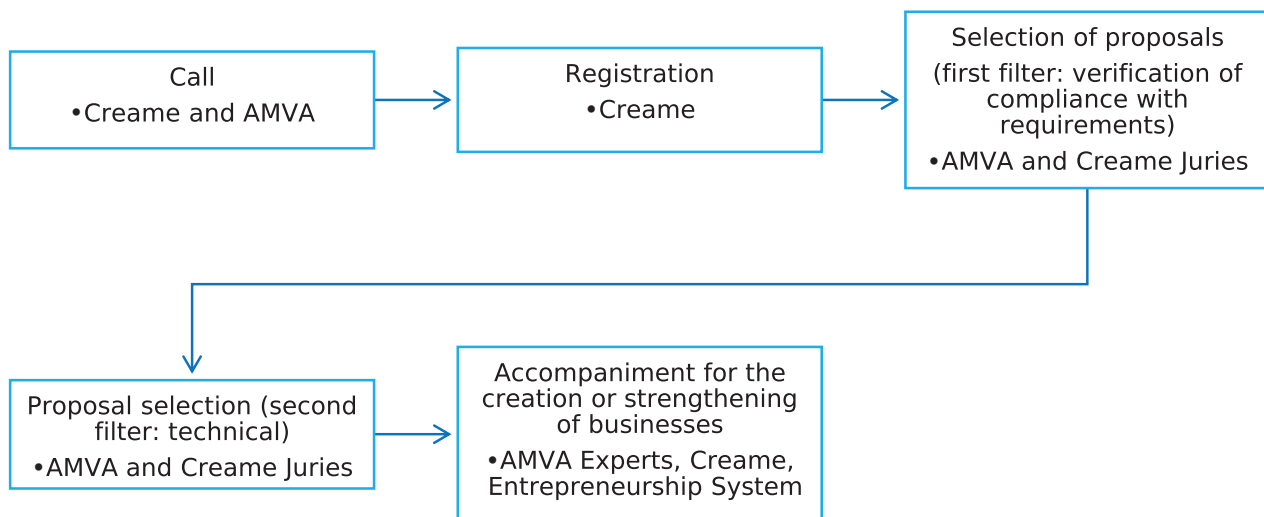 Call
•Creame and AMVA
Registration
•Creame
Selection of proposals
(first filter: verification of
compliance with
requirements)
•AMVA and Creame Juries
Proposal selection (second
filter: technical)
•AMVA and Creame Juries
Accompaniment for the
creation or strengthening
of businesses
•AMVA Experts, Creame,
Entrepreneurship System